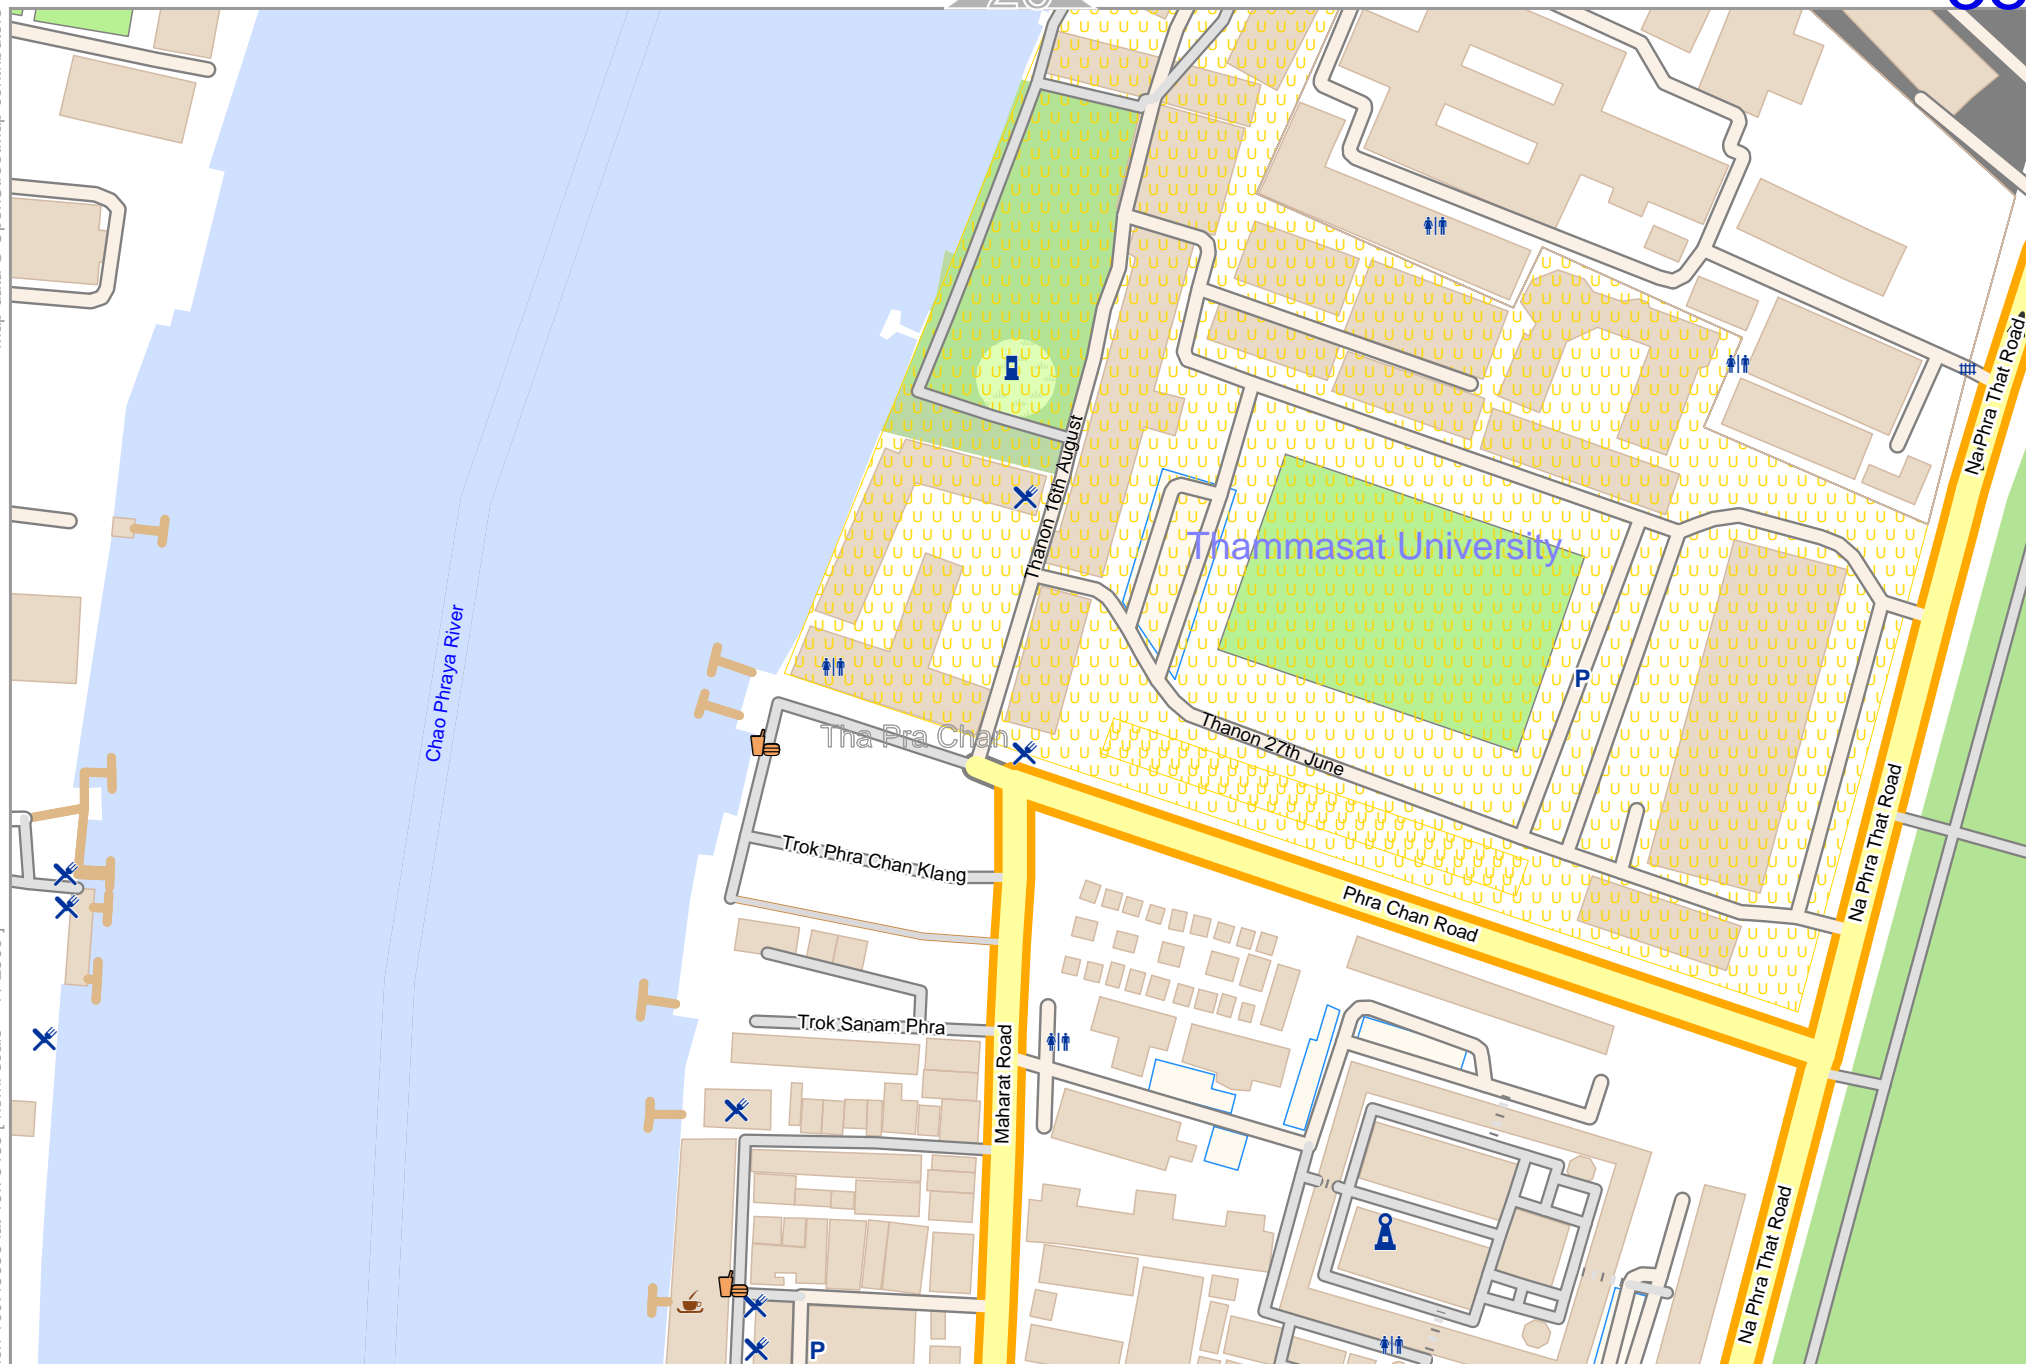 Na Phra That Road
Thanon 16th August
Thammasat University
Chao Phraya River
Tha Pra Chan
Thanon 27th June
P
Na Phra That Road
Trok Phra Chan Klang
Phra Chan Road
Trok Sanam Phra
Maharat Road
Na Phra That Road
P